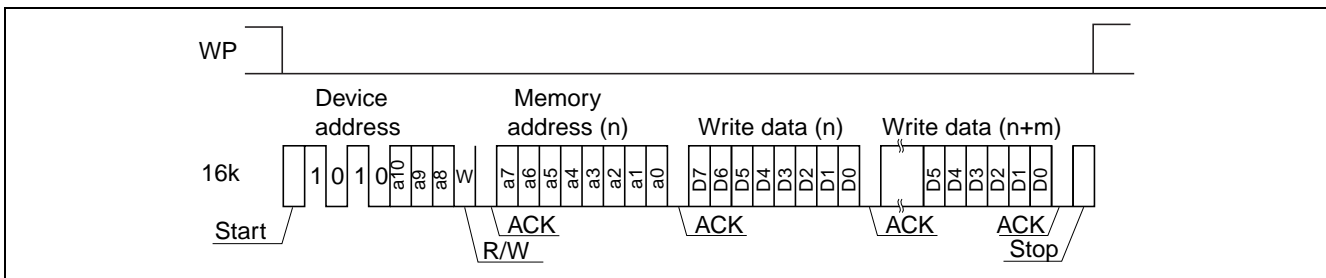 WP
Device Memory
address address (n) Write data (n) Write data (n+m)
16k 1 0 1 0 a10 a9 a8 W a7 a6 a5 a4 a3 a2 a1 a0 D7 D6 D5 D4 D3 D2 D1 D0 D5 D4 D3 D2 D1 D0
Start ACK ACK ACK ACK
R/W Stop